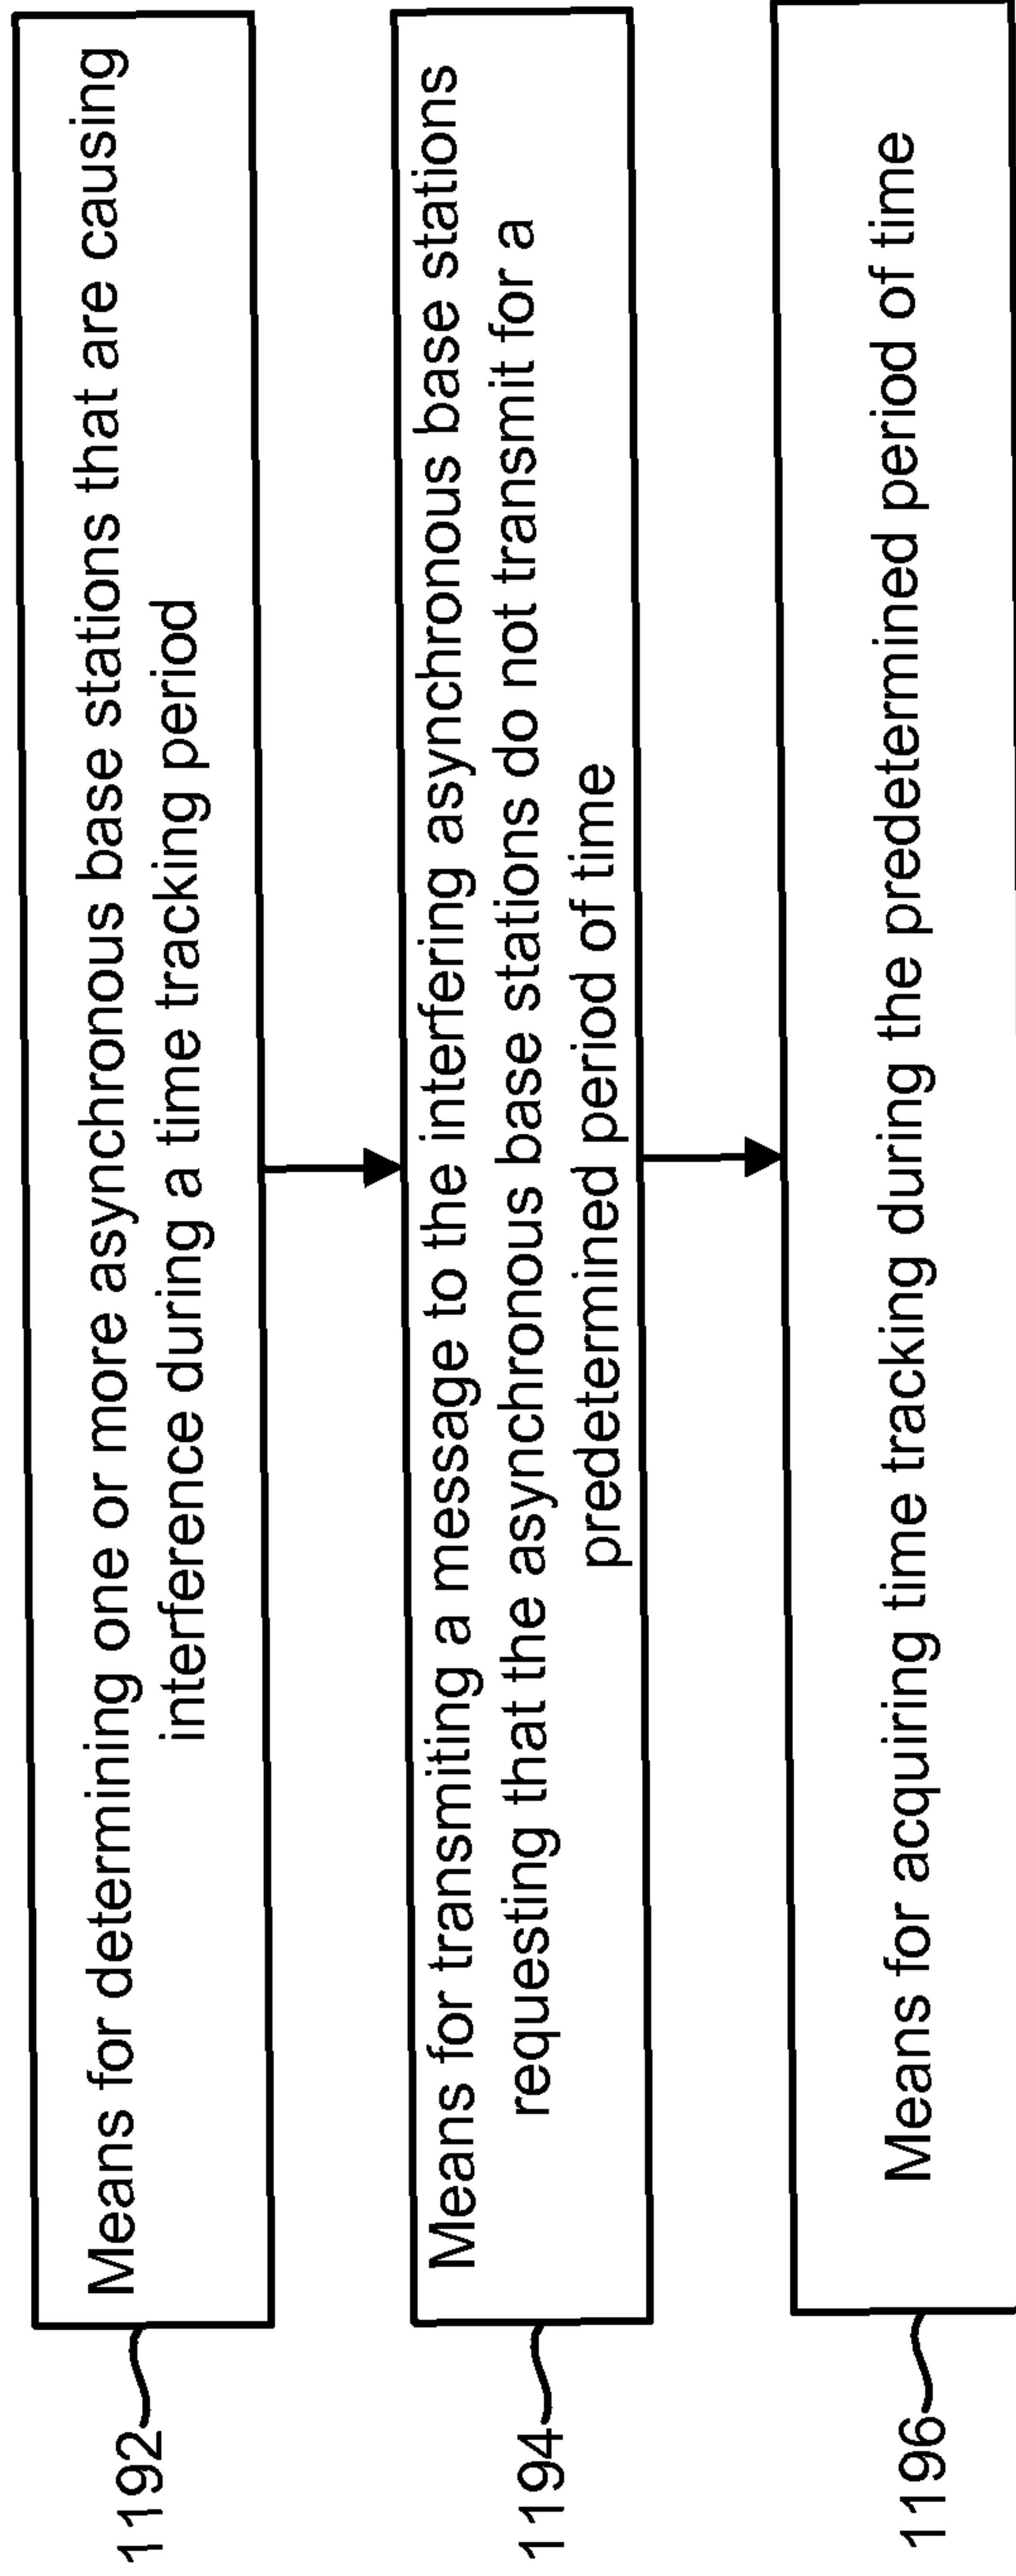 1192
Means for determining one or more asynchronous base stations that are causing
interference during a time tracking period
1194
Means for transmiting a message to the interfering asynchronous base stations
requesting that the asynchronous base stations do not transmit for a
predetermined period of time
1196
Means for acquiring time tracking during the predetermined period of time